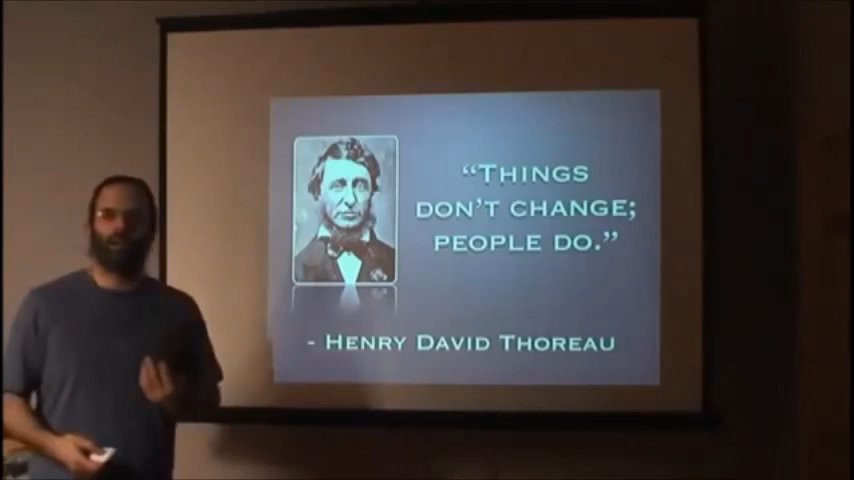 “THINGS
DON’T CHANGE;
PEOPLE DO.”
- HENRY DAVID THOREAU